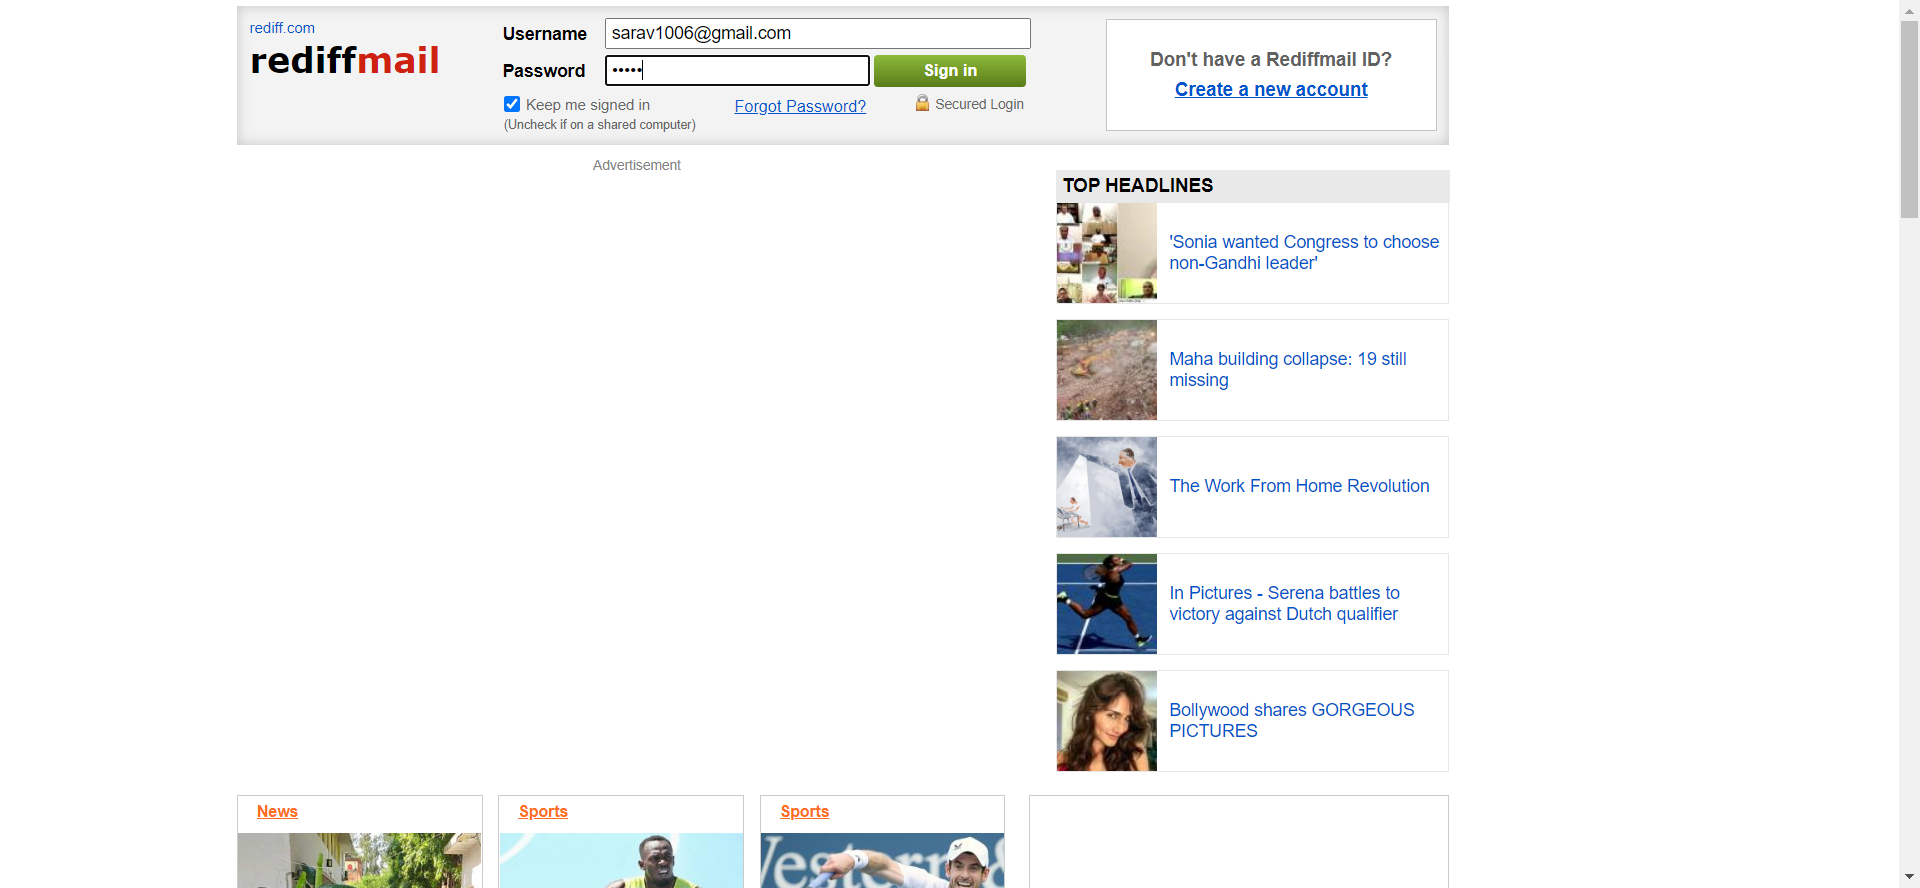 rediff.com
rediffmail
Username
sarav1006@gmail.com
Password
•••••
Sign in
Keep me signed in
(Uncheck if on a shared computer)
Forgot Password?
Secured Login
Don't have a Rediffmail ID?
Create a new account
Advertisement
TOP HEADLINES
'Sonia wanted Congress to choose
non-Gandhi leader'
Maha building collapse: 19 still
missing
The Work From Home Revolution
In Pictures - Serena battles to
victory against Dutch qualifier
Bollywood shares GORGEOUS
PICTURES
News
Sports
Sports